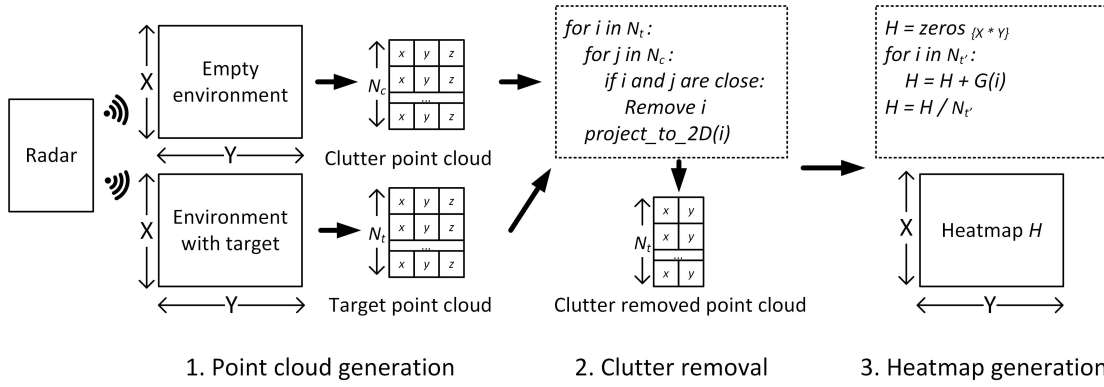 Radar
X
Empty
environment
Y
X
Environment
with target
Y
N_c
x y z
x y z
...
x y z
Clutter point cloud
N_t
x y z
x y z
...
x y z
Target point cloud
for i in N_t:
for j in N_c:
if i and j are close:
Remove i
project_to_2D(i)
N_t
x y
x y
...
x y
Clutter removed point cloud
H = zeros {X * Y}
for i in N_t':
H = H + G(i)
H = H / N_t'
X
Heatmap H
Y
1. Point cloud generation
2. Clutter removal
3. Heatmap generation